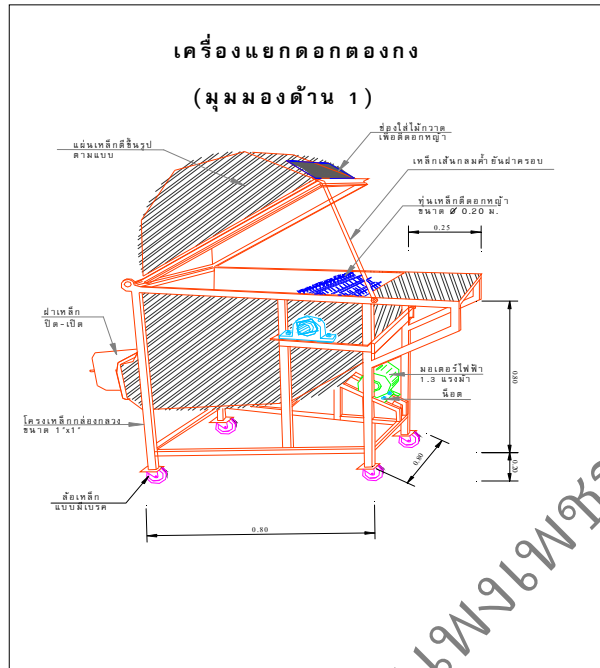 เครื่องแยกดอกตองกง
(มุมมองด้าน 1)
ช่องใส่ไม้กวาด
เพื่อตีดอกหญ้า
แผ่นเหล็กตีขึ้นรูป
ตามแบบ
เหล็กเส้นกลมค้ำยันฝาครอบ
ทุ่นเหล็กตีดอกหญ้า
ขนาด Ø 0.20 ม.
0.25
ฝาเหล็ก
ปิด-เปิด
มอเตอร์ไฟฟ้า
1.3 แรงม้า
น๊อต
0.80
โครงเหล็กกล่องกลวง
ขนาด 1"x1"
0.80
0.20
ล้อเหล็ก
แบบมีเบรค
0.80